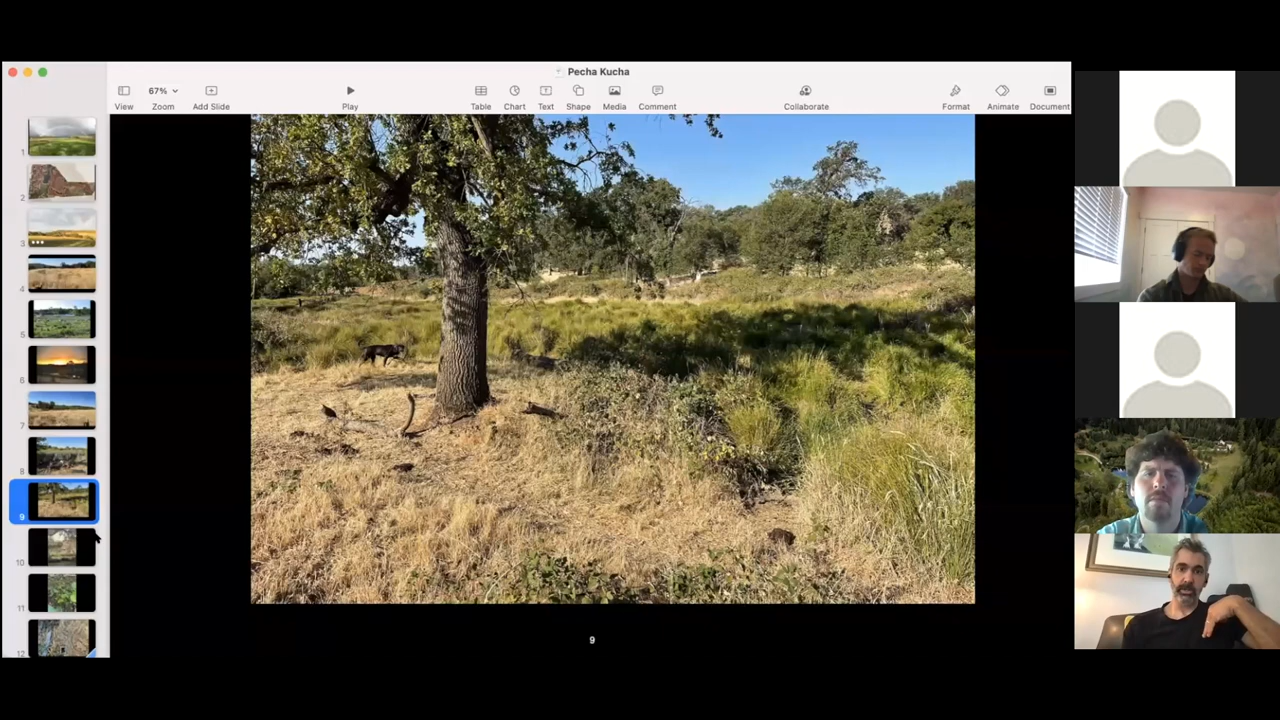 Pecha Kucha
67%
View
Zoom
Add Slide
Play
Table
Chart
Text
Shape
Media
Comment
Collaborate
Format
Animate
Document
1
2
3
4
5
6
7
8
9
10
11
12
9